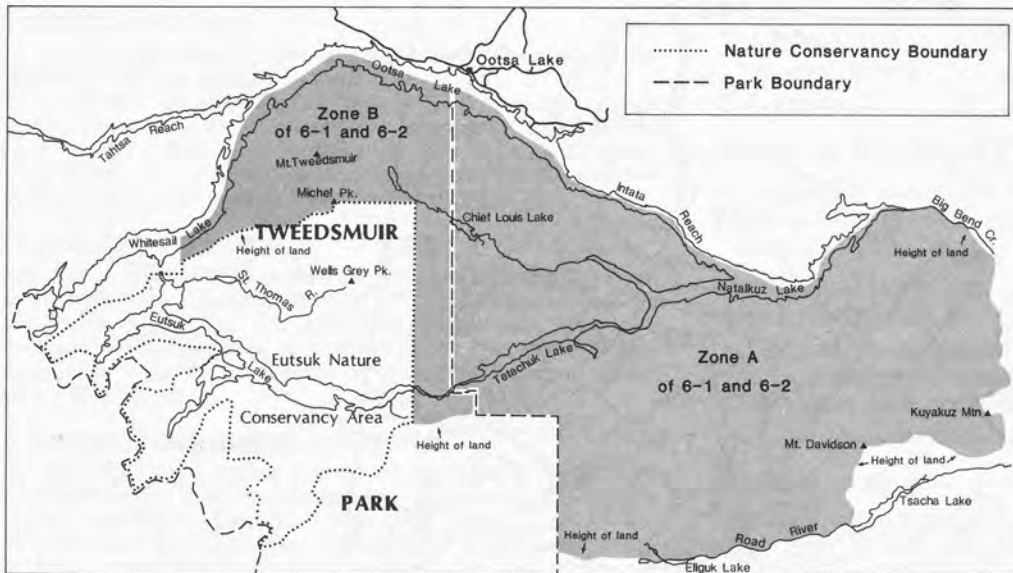 Nature Conservancy Boundary
Park Boundary
Ootsa Lake
Ootsa Lake
Zone B
of 6-1 and 6-2
Tahtsa Reach
Mt. Tweedsmuir
Michel Pk.
Intata Reach
Chief Louis Lake
Big Bend Cr.
Whitesail Lake
TWEEDSMUIR
Height of land
Height of land
Wells Grey Pk.
St. Thomas R.
Natalkuz Lake
Eutsuk Lake
Eutsuk Nature
Conservancy Area
Tetachuk Lake
Zone A
of 6-1 and 6-2
Kuyakuz Mtn
Height of land
Mt. Davidson
Height of land
PARK
Tsacha Lake
Height of land
Road River
Eliguk Lake